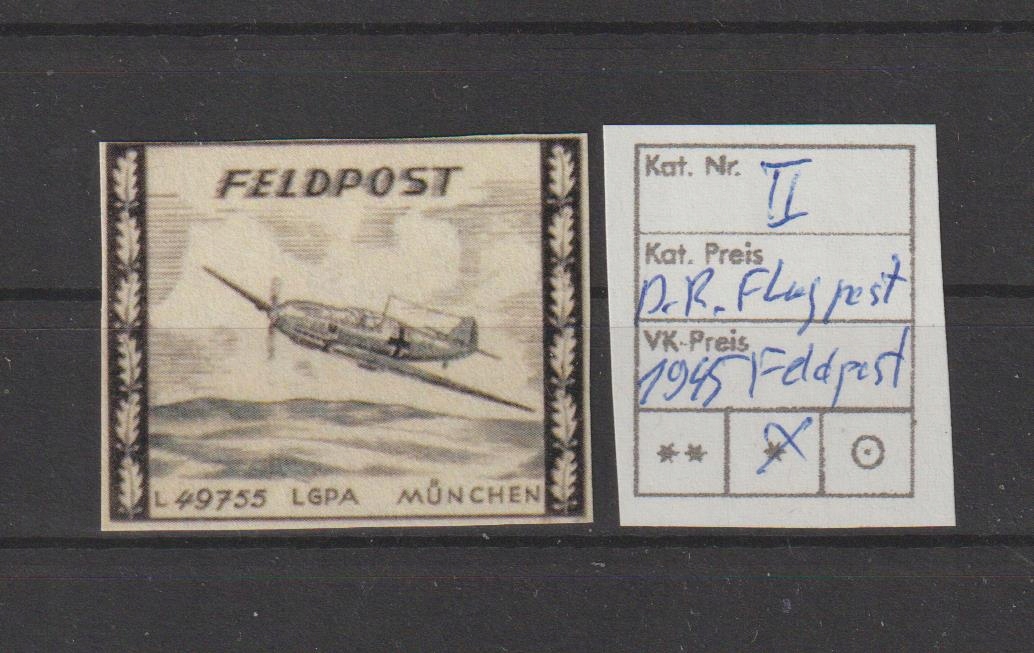 FELDPOST
L 49755 LGPA MÜNCHEN
Kat. Nr. II
Kat. Preis
D.R. Flugpost
VK-Preis
1945 Feldpost
** * ⊙